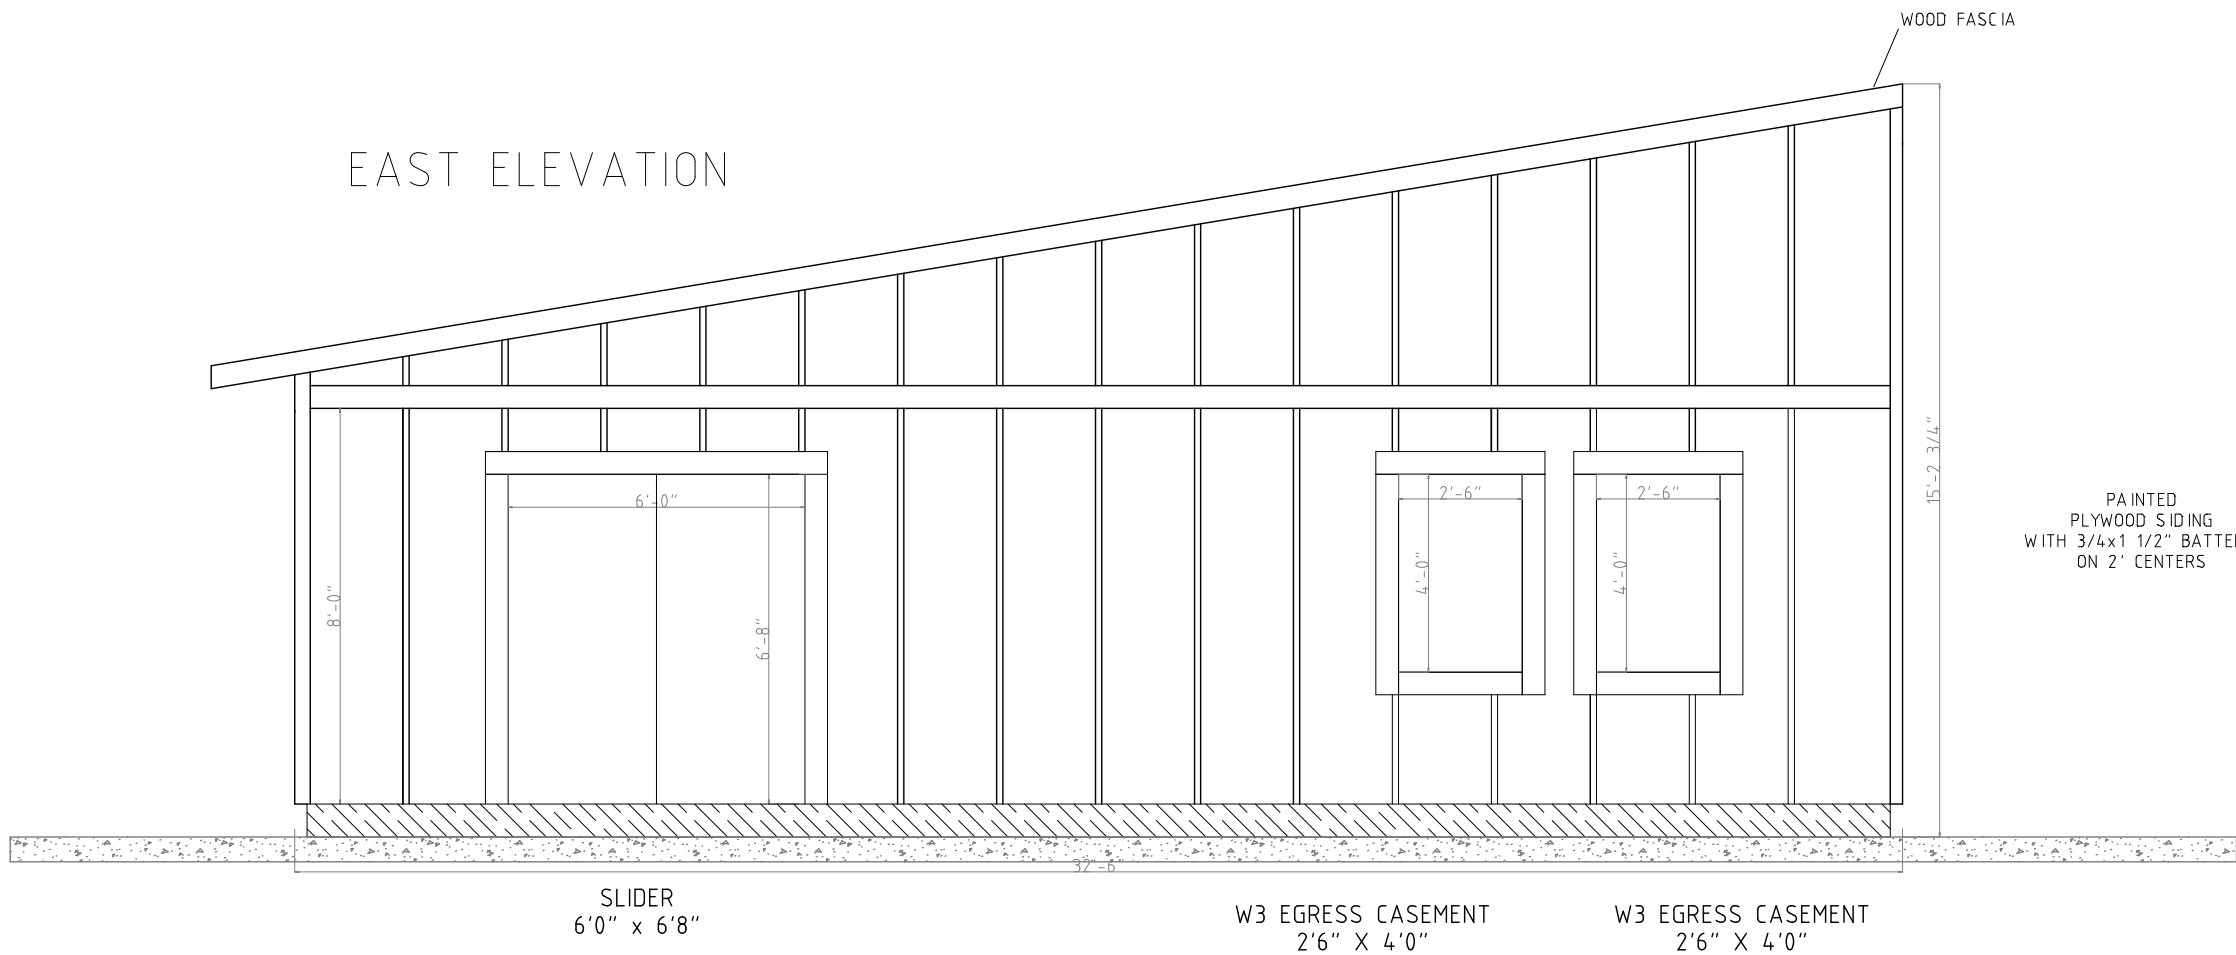 WOOD FASCIA
EAST ELEVATION
15'-2 3/4"
PAINTED
PLYWOOD SIDING
WITH 3/4x1 1/2"
ON 2' CENTERS
6'-0"
2'-6"
2'-6"
4'-0"
4'-0"
8'-0"
6'-8"
32'-6"
SLIDER
6'0" x 6'8"
W3 EGRESS CASEMENT
2'6" X 4'0"
W3 EGRESS CASEMENT
2'6" X 4'0"